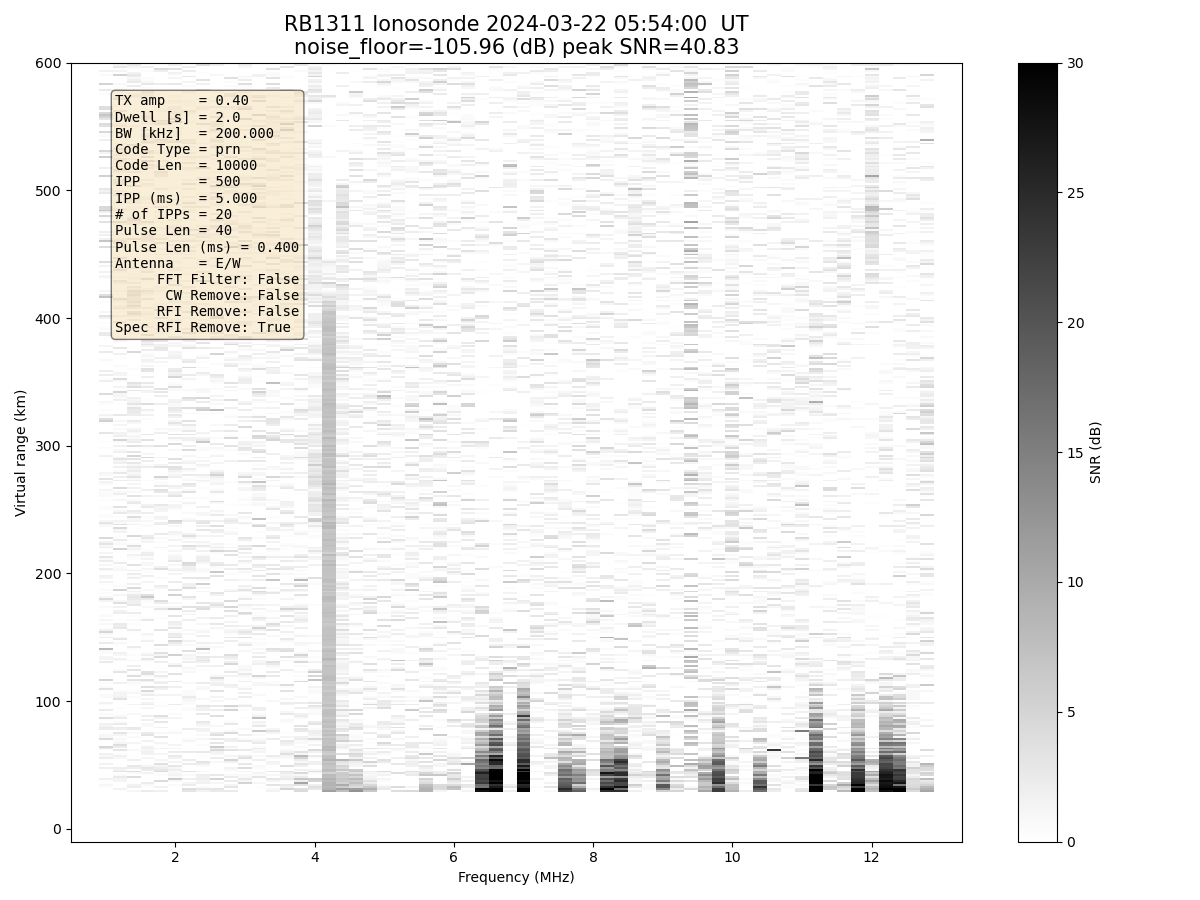 RB1311 Ionosonde 2024-03-22 05:54:00  UT
noise_floor=-105.96 (dB) peak SNR=40.83
600
500
400
300
200
100
0
Virtual range (km)
TX amp    = 0.40
Dwell [s] = 2.0
BW [kHz]  = 200.000
Code Type = prn
Code Len  = 10000
IPP       = 500
IPP (ms)  = 5.000
# of IPPs = 20
Pulse Len = 40
Pulse Len (ms) = 0.400
Antenna   = E/W
FFT Filter: False
CW Remove: False
RFI Remove: False
Spec RFI Remove: True
2 4 6 8 10 12
Frequency (MHz)
30
25
20
15
10
5
0
SNR (dB)